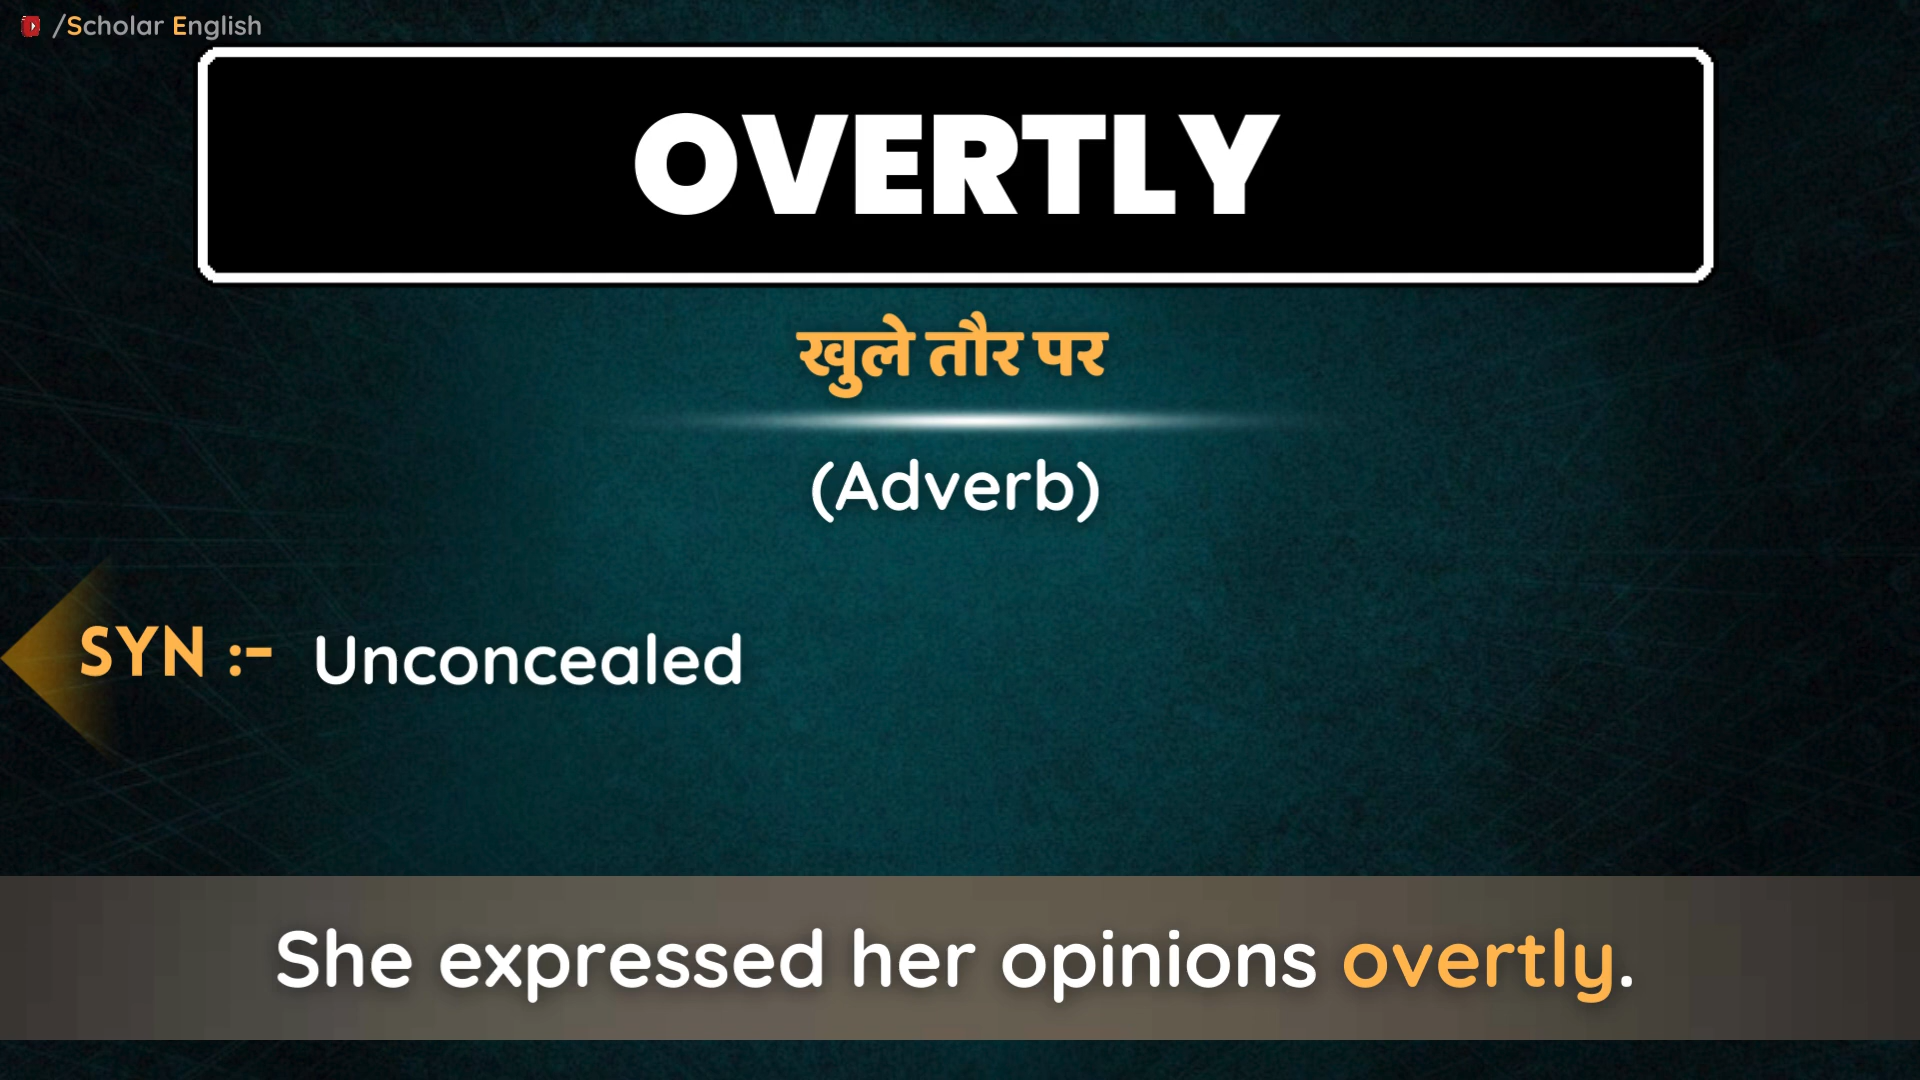 /Scholar English
OVERTLY
खुले तौर पर
(Adverb)
SYN :- Unconcealed
She expressed her opinions overtly.